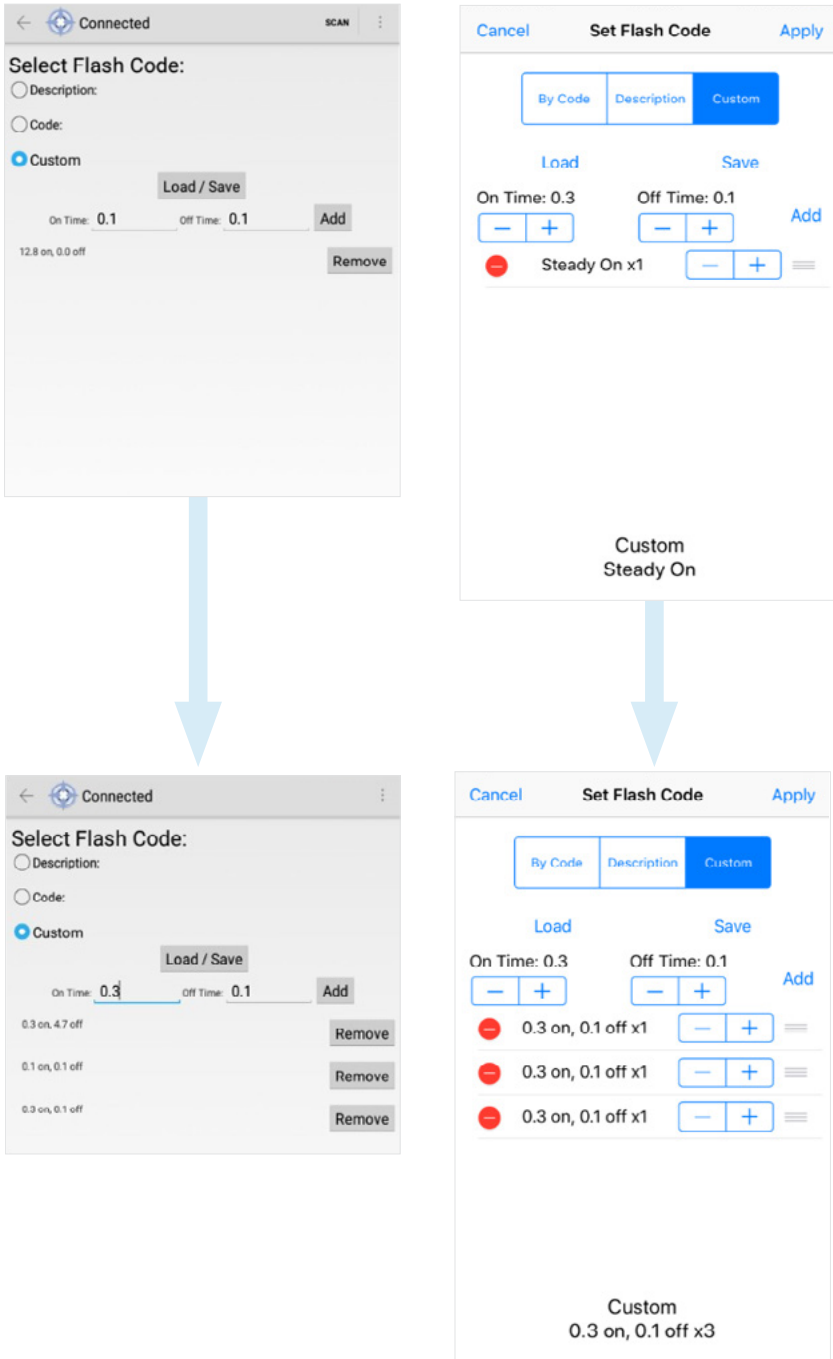 Connected SCAN
Select Flash Code:
Description:
Code:
Custom
Load / Save
On Time: 0.1 Off Time: 0.1 Add
12.8 on, 0.0 off
Remove
Cancel Set Flash Code Apply
By Code Description Custom
Load Save
On Time: 0.3 Off Time: 0.1
Add
Steady On x1
Custom
Steady On
Connected
Select Flash Code:
Description:
Code:
Custom
Load / Save
On Time: 0.3 Off Time: 0.1 Add
0.3 on, 4.7 off
Remove
0.1 on, 0.1 off
Remove
0.3 on, 0.1 off
Remove
Cancel Set Flash Code Apply
By Code Description Custom
Load Save
On Time: 0.3 Off Time: 0.1
Add
0.3 on, 0.1 off x1
0.3 on, 0.1 off x1
0.3 on, 0.1 off x1
Custom
0.3 on, 0.1 off x3